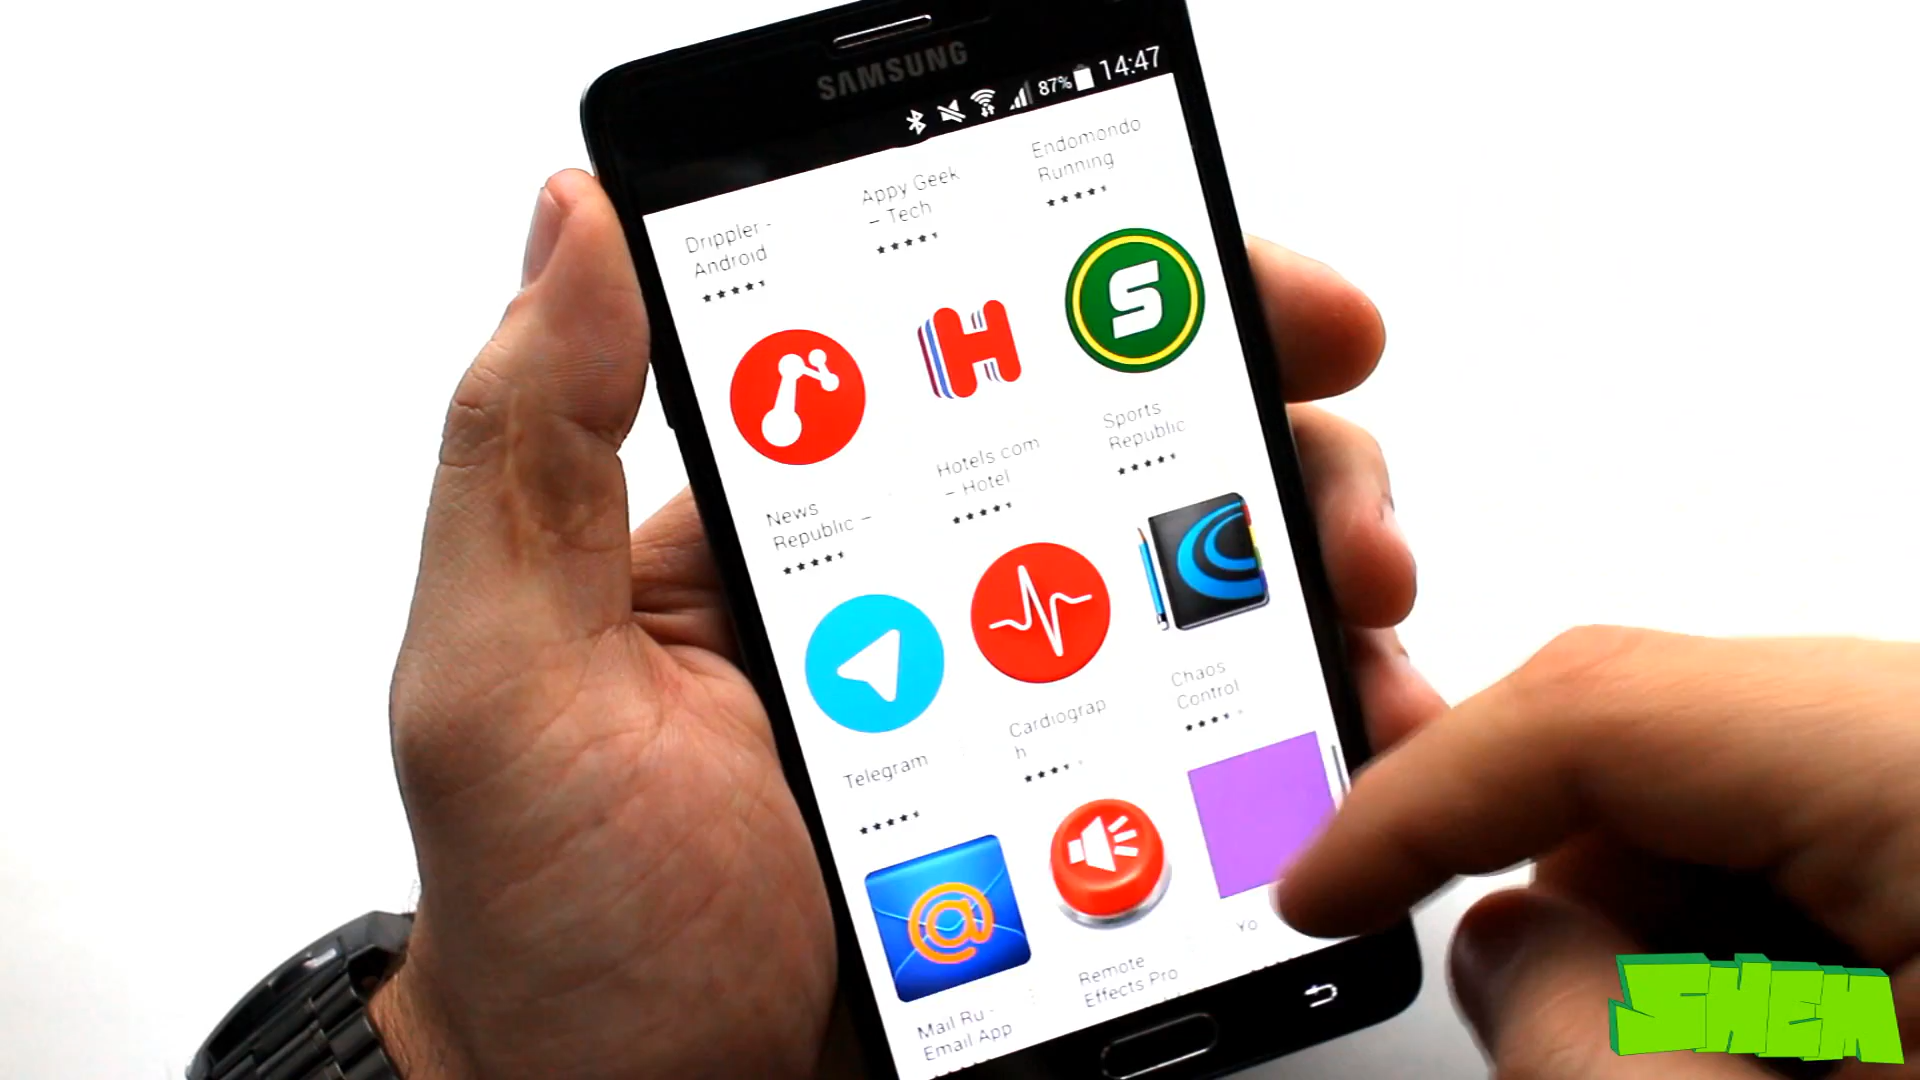 SAMSUNG
87% 14:47
Drippler -
Android
Appy Geek
– Tech
Endomondo
Running
News
Republic –
Hotels com
– Hotel
Sports
Republic
Telegram
Cardiograp
h
Chaos
Control
Mail Ru -
Email App
Remote
Effects Pro
Yo
H
S
@
SHEM